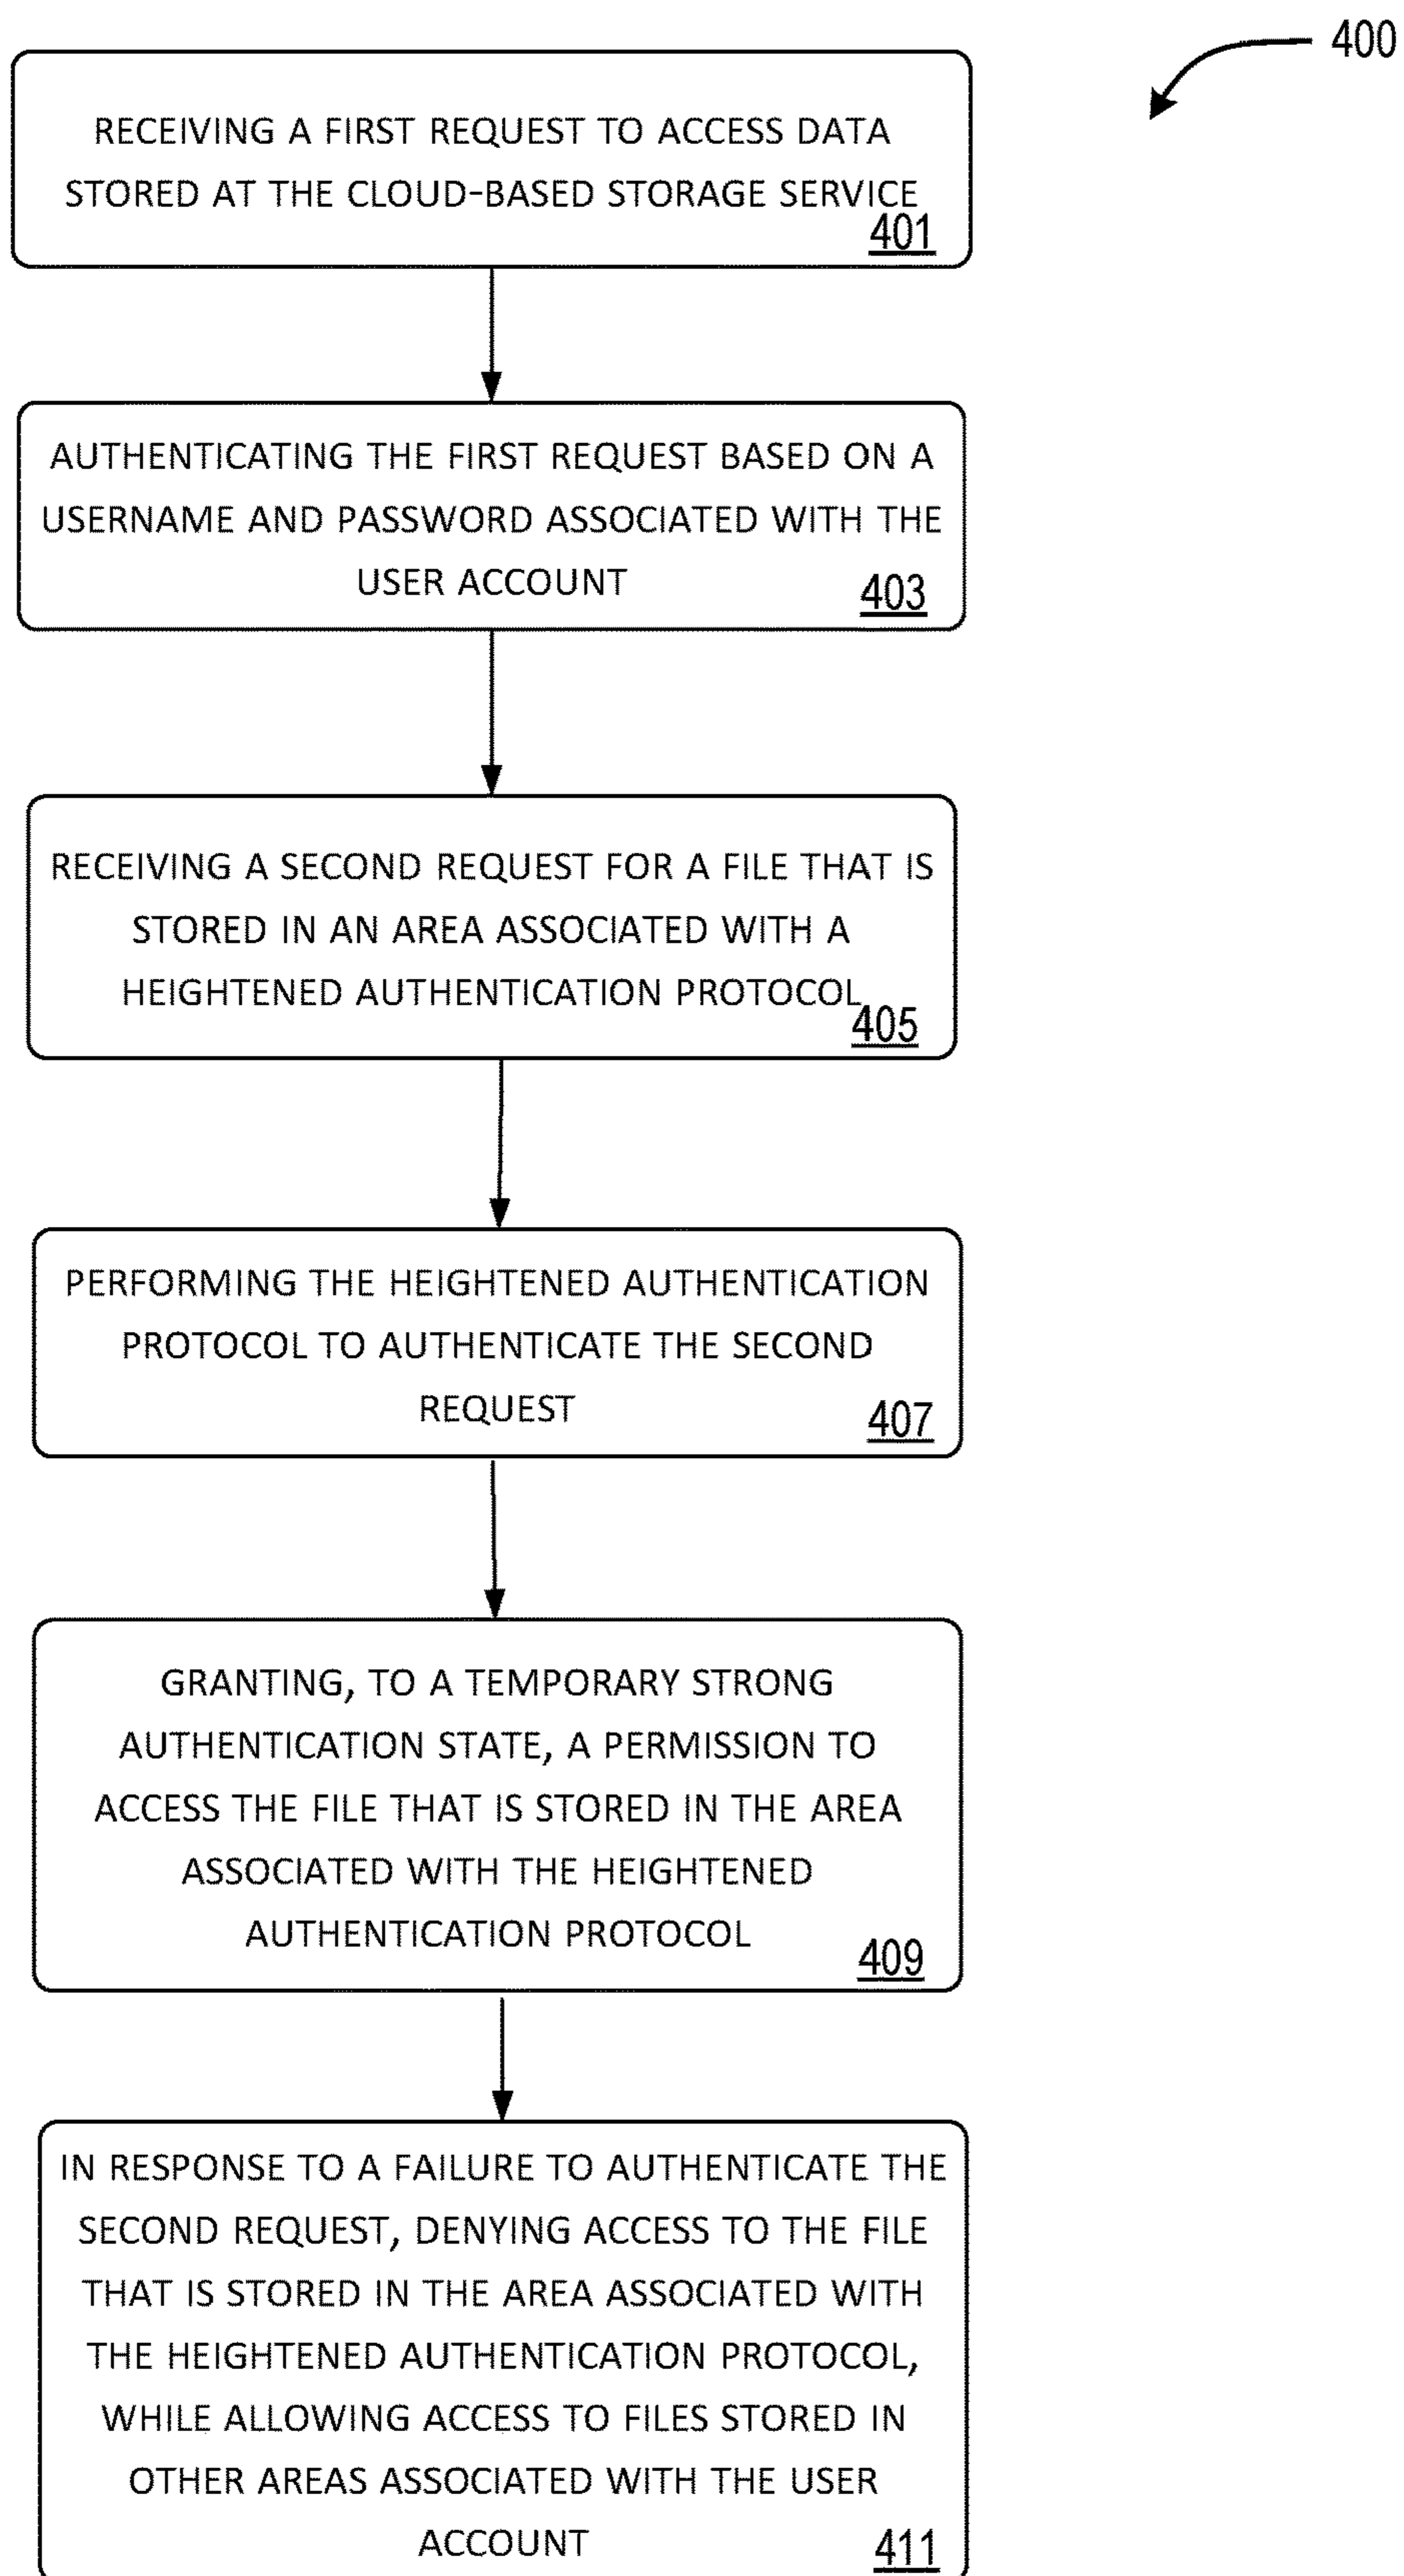 400
RECEIVING A FIRST REQUEST TO ACCESS DATA
STORED AT THE CLOUD-BASED STORAGE SERVICE
401
AUTHENTICATING THE FIRST REQUEST BASED ON A
USERNAME AND PASSWORD ASSOCIATED WITH THE
USER ACCOUNT
403
RECEIVING A SECOND REQUEST FOR A FILE THAT IS
STORED IN AN AREA ASSOCIATED WITH A
HEIGHTENED AUTHENTICATION PROTOCOL
405
PERFORMING THE HEIGHTENED AUTHENTICATION
PROTOCOL TO AUTHENTICATE THE SECOND
REQUEST
407
GRANTING, TO A TEMPORARY STRONG
AUTHENTICATION STATE, A PERMISSION TO
ACCESS THE FILE THAT IS STORED IN THE AREA
ASSOCIATED WITH THE HEIGHTENED
AUTHENTICATION PROTOCOL
409
IN RESPONSE TO A FAILURE TO AUTHENTICATE THE
SECOND REQUEST, DENYING ACCESS TO THE FILE
THAT IS STORED IN THE AREA ASSOCIATED WITH
THE HEIGHTENED AUTHENTICATION PROTOCOL,
WHILE ALLOWING ACCESS TO FILES STORED IN
OTHER AREAS ASSOCIATED WITH THE USER
ACCOUNT
411